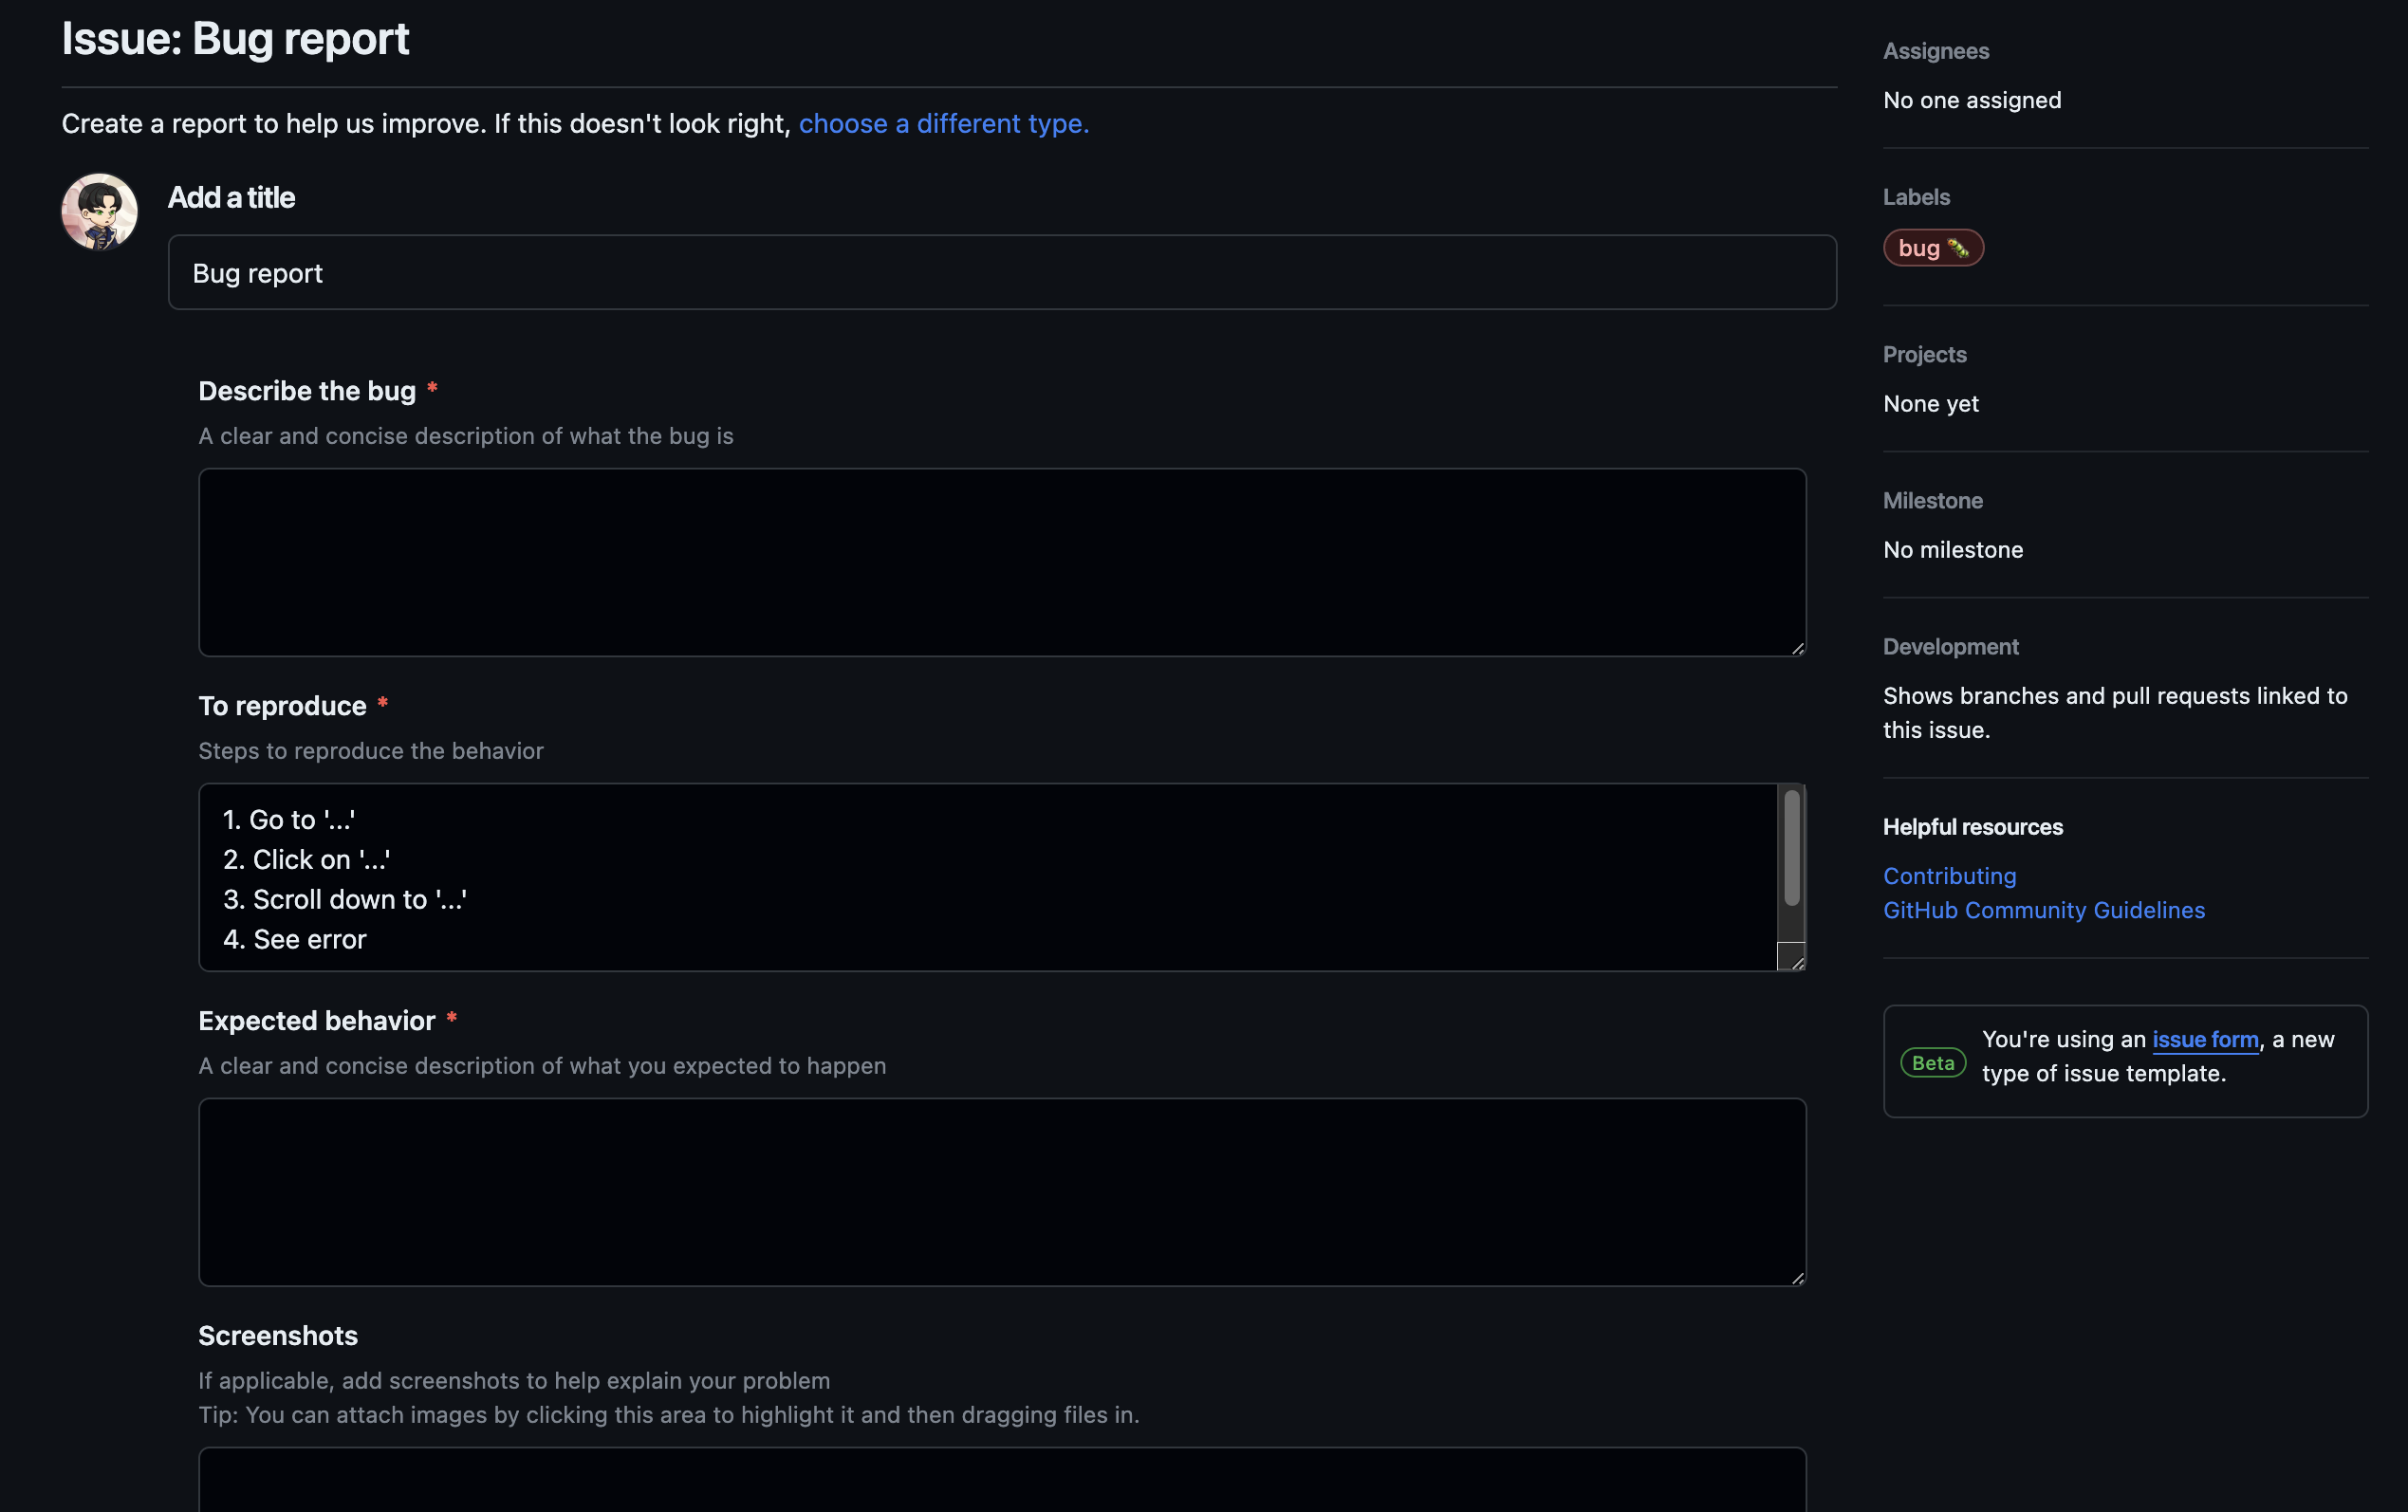 Issue: Bug report
Create a report to help us improve. If this doesn't look right, choose a different type.
Add a title
Bug report
Describe the bug *
A clear and concise description of what the bug is
To reproduce *
Steps to reproduce the behavior
1. Go to '...'
2. Click on '...'
3. Scroll down to '...'
4. See error
Expected behavior *
A clear and concise description of what you expected to happen
Screenshots
If applicable, add screenshots to help explain your problem
Tip: You can attach images by clicking this area to highlight it and then dragging files in.
Assignees
No one assigned
Labels
bug 🐛
Projects
None yet
Milestone
No milestone
Development
Shows branches and pull requests linked to
this issue.
Helpful resources
Contributing
GitHub Community Guidelines
Beta
You're using an issue form, a new
type of issue template.